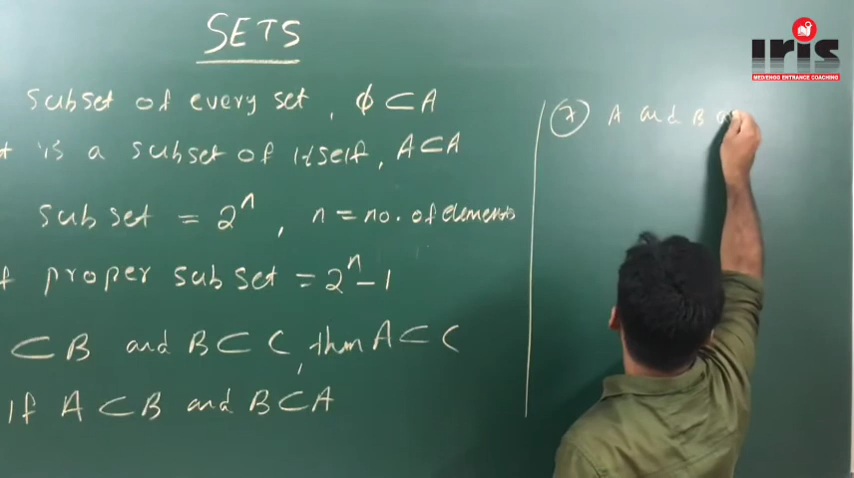 SETS
subset of every set, ϕ ⊂ A
is a subset of itself, A ⊂ A
subset = 2ⁿ, n = no. of elements
proper subset = 2ⁿ-1
⊂ B and B ⊂ C, then A ⊂ C
If A ⊂ B and B ⊂ A
7 A and B
iris
MED/ENGG ENTRANCE COACHING